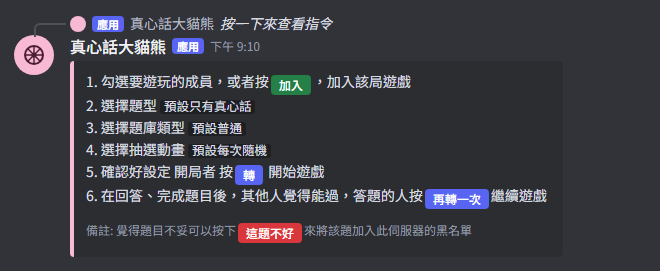 應用 真心話大貓熊 按一下來查看指令
真心話大貓熊 應用 下午 9:10
1. 勾選要遊玩的成員，或者按 加入 ，加入該局遊戲
2. 選擇題型 預設只有真心話
3. 選擇題庫類型 預設普通
4. 選擇抽選動畫 預設每次隨機
5. 確認好設定 開局者 按 轉 開始遊戲
6. 在回答、完成題目後，其他人覺得能過，答題的人按 再轉一次 繼續遊戲
備註: 覺得題目不妥可以按下 這題不好 來將該題加入此伺服器的黑名單